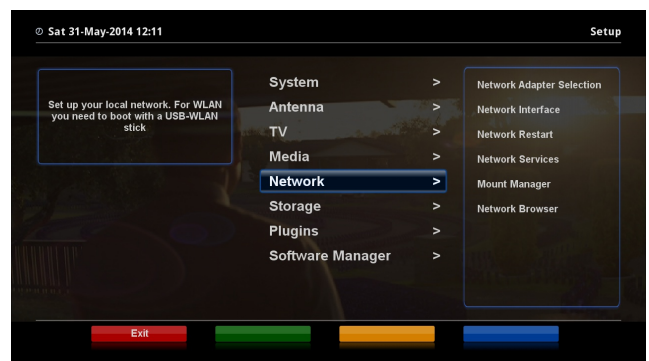 Sat 31-May-2014 12:11
Setup
Set up your local network. For WLAN
you need to boot with a USB-WLAN
stick
System >
Antenna >
TV >
Media >
Network >
Storage >
Plugins >
Software Manager >
Network Adapter Selection
Network Interface
Network Restart
Network Services
Mount Manager
Network Browser
Exit